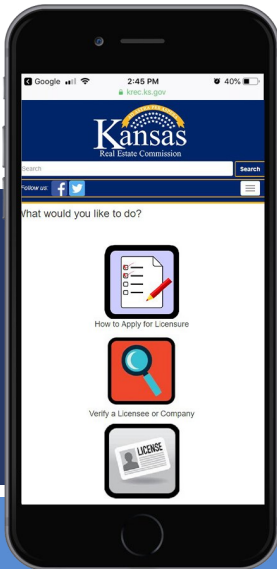 Google 2:45 PM 40%
krec.ks.gov
Kansas
Real Estate Commission
Search Search
Follow us: f
What would you like to do?
How to Apply for Licensure
Verify a Licensee or Company
LICENSE